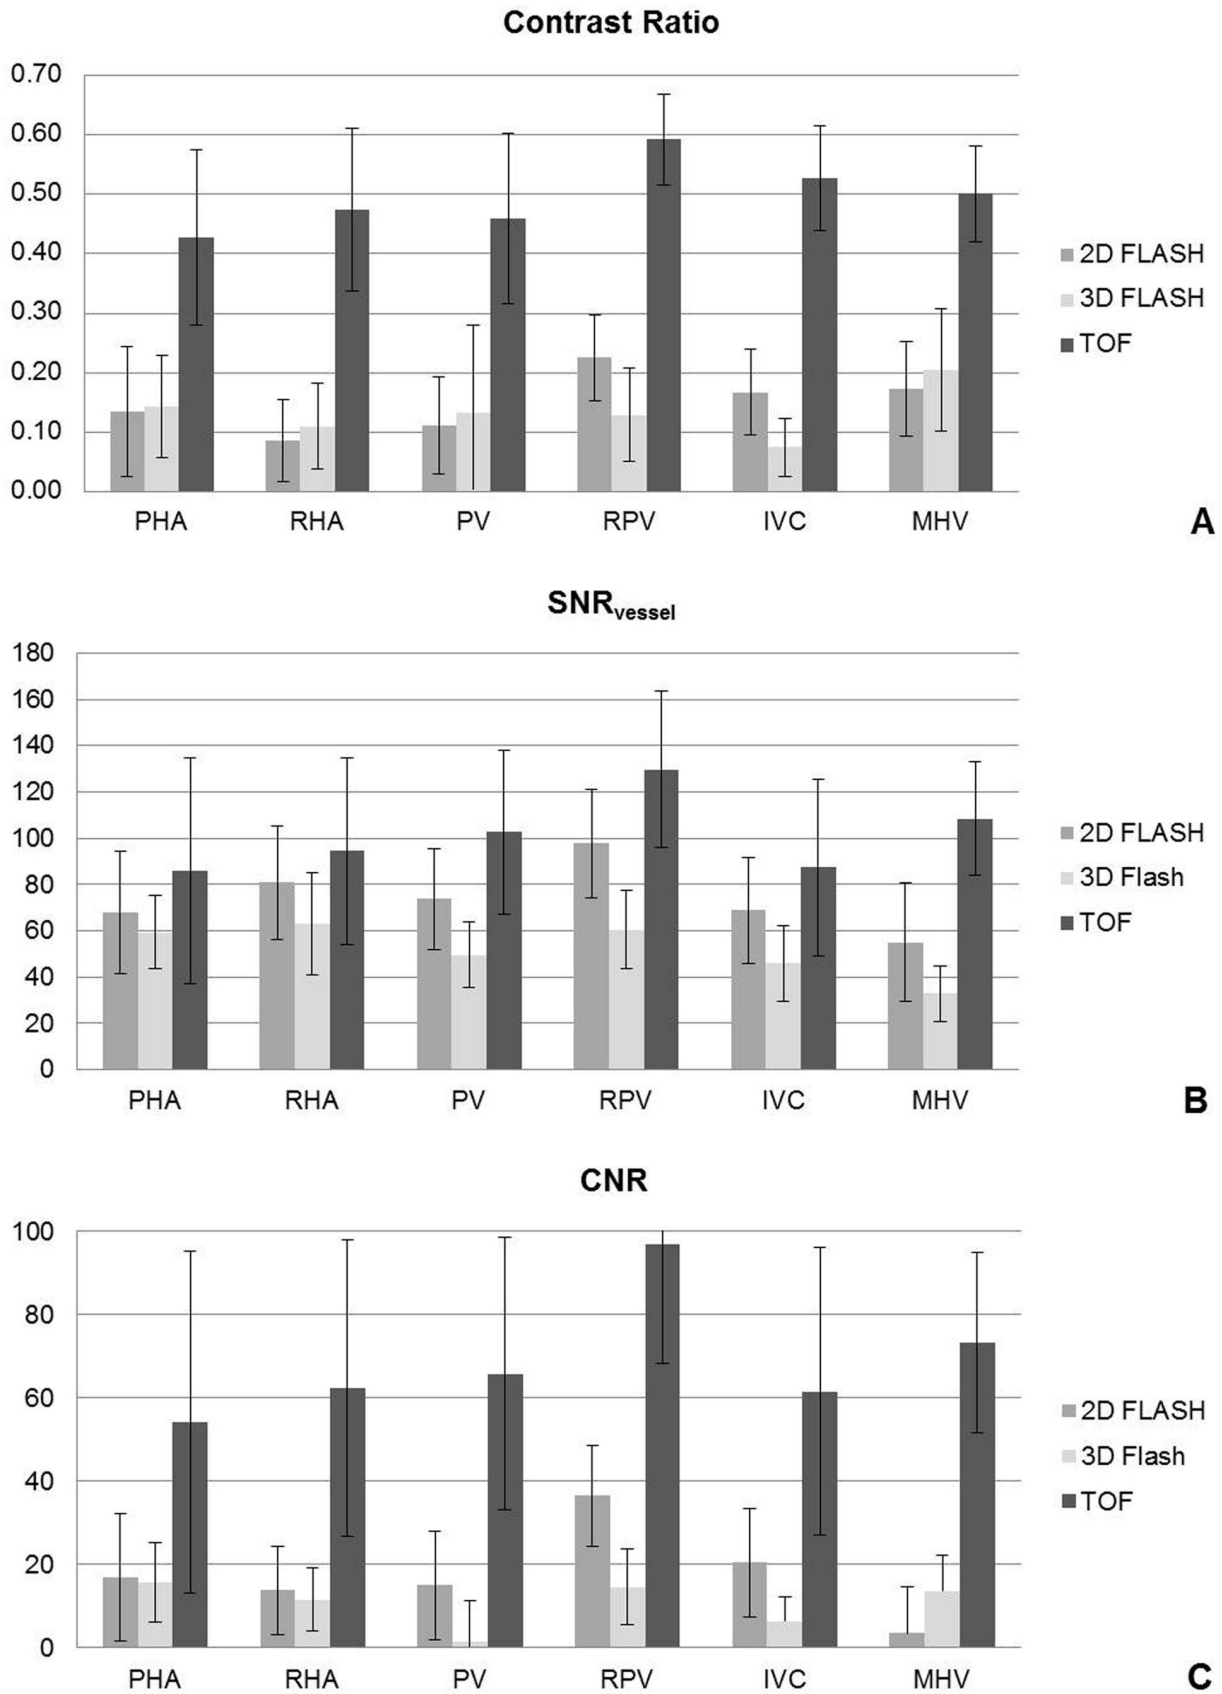 Contrast Ratio
0.70
0.60
0.50
0.40
0.30
0.20
0.10
0.00
PHA RHA PV RPV IVC MHV
2D FLASH
3D FLASH
TOF
A
SNRvessel
180
160
140
120
100
80
60
40
20
0
PHA RHA PV RPV IVC MHV
2D FLASH
3D Flash
TOF
B
CNR
100
80
60
40
20
0
PHA RHA PV RPV IVC MHV
2D FLASH
3D Flash
TOF
C